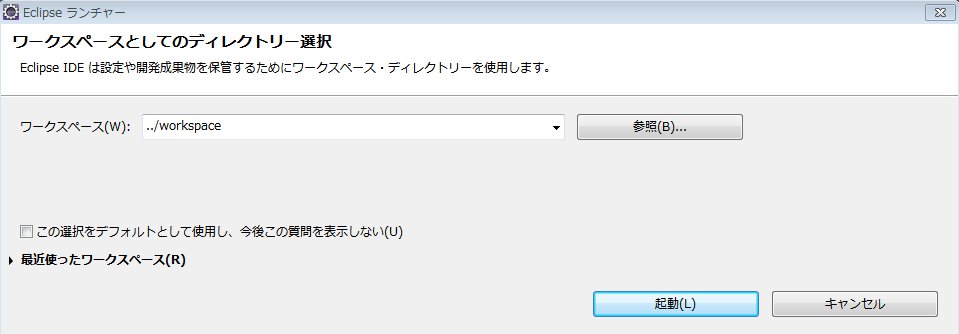 Eclipse ランチャー
ワークスペースとしてのディレクトリー選択
Eclipse IDE は設定や開発成果物を保管するためにワークスペース・ディレクトリーを使用します。
ワークスペース(W): ../workspace 参照(B)...
この選択をデフォルトとして使用し、今後この質問を表示しない(U)
最近使ったワークスペース(R)
起動(L) キャンセル